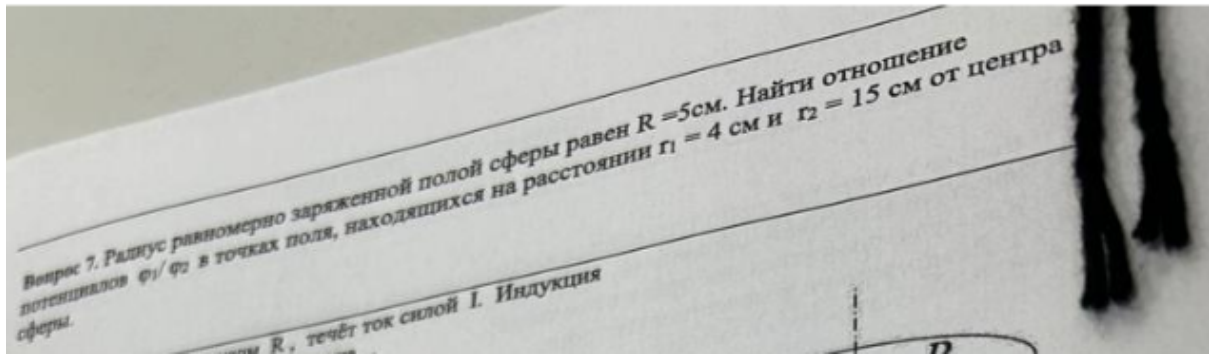 Вопрос 7. Радиус равномерно заряженной полой сферы равен R =5см. Найти отношение
потенциалов φ₁/ φ₂ в точках поля, находящихся на расстоянии r₁ = 4 см и r₂ = 15 см от центра
сферы.
R, течёт ток силой I. Индукция
R